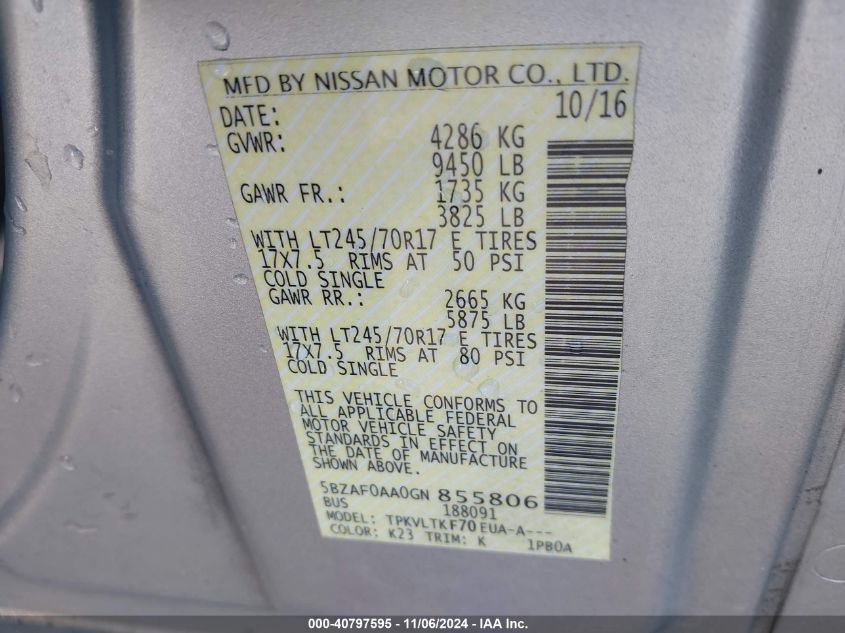 MFD BY NISSAN MOTOR CO., LTD.
DATE: 10/16
GVWR: 4286 KG
9450 LB
GAWR FR.: 1735 KG
3825 LB
WITH LT245/70R17 E TIRES
17X7.5 RIMS AT 50 PSI
COLD SINGLE
GAWR RR.: 2665 KG
5875 LB
WITH LT245/70R17 E TIRES
17X7.5 RIMS AT 80 PSI
COLD SINGLE
THIS VEHICLE CONFORMS TO
ALL APPLICABLE FEDERAL
MOTOR VEHICLE SAFETY
STANDARDS IN EFFECT ON
THE DATE OF MANUFACTURE
SHOWN ABOVE.
5BZAF0AA0GN 855806
BUS 188091
MODEL: TPKVLTKF70EUA-A---
COLOR: K23 TRIM: K 1PB0A
000-40797595 - 11/06/2024 - IAA Inc.